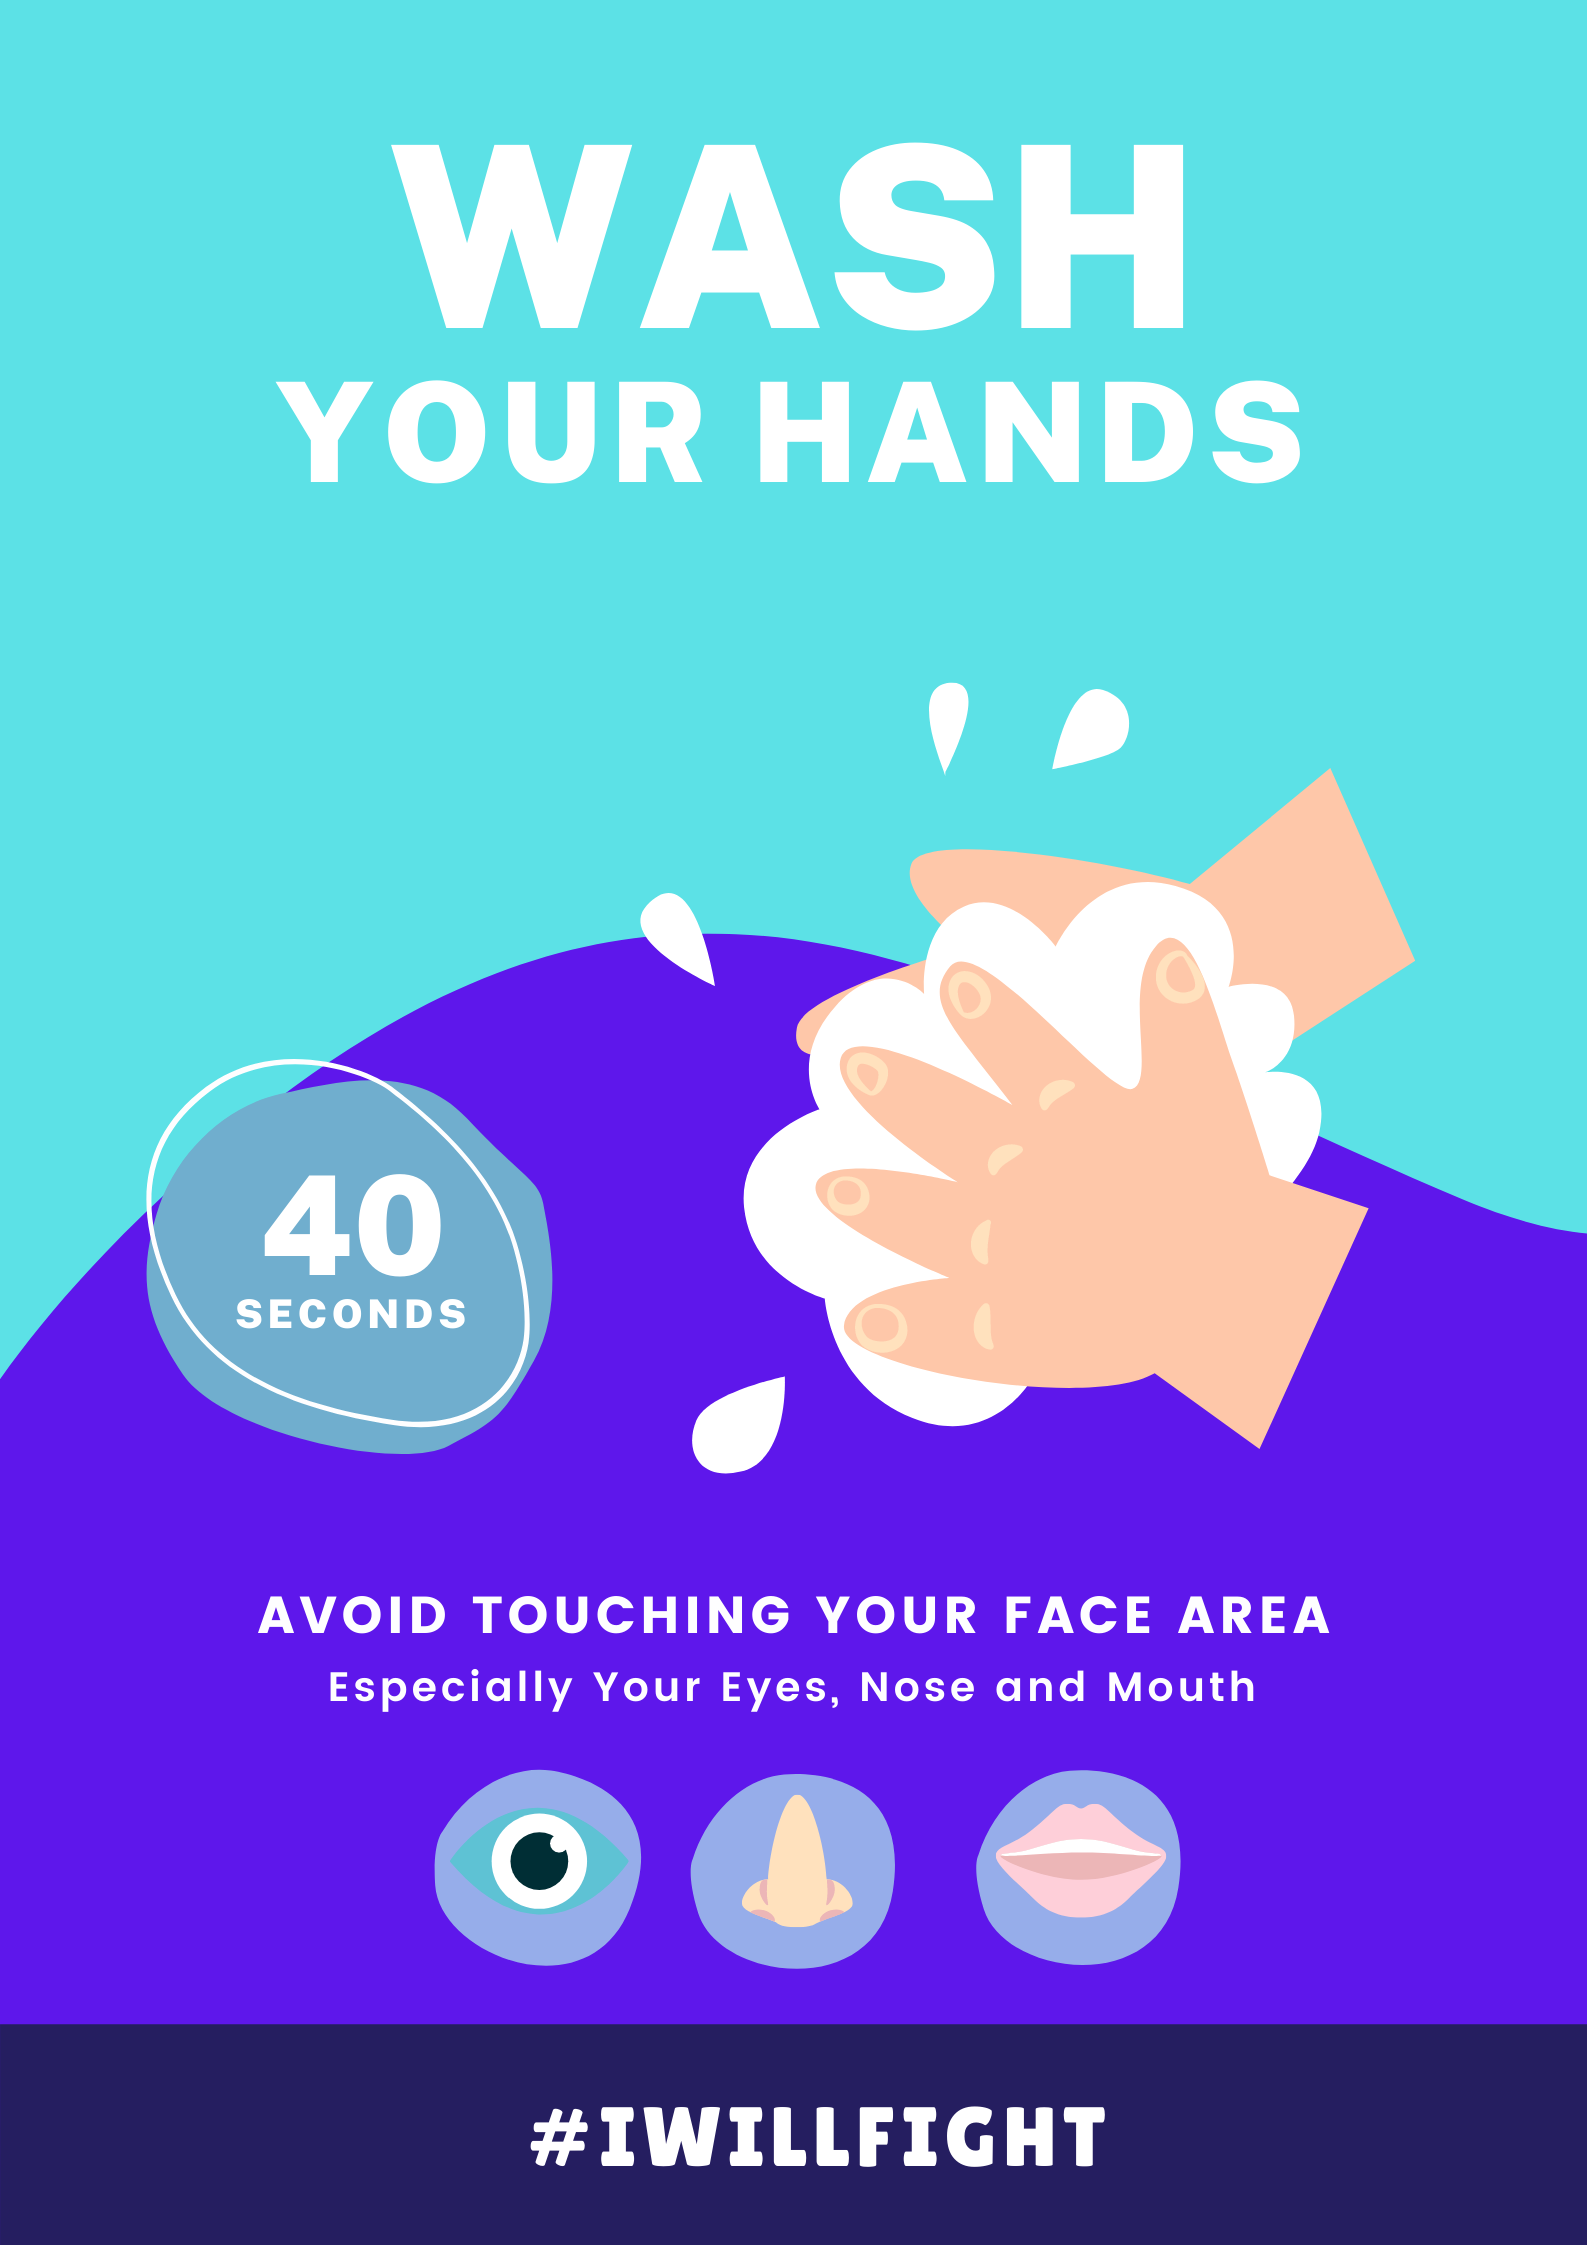 WASH
YOUR HANDS
40
SECONDS
AVOID TOUCHING YOUR FACE AREA
Especially Your Eyes, Nose and Mouth
#IWILLFIGHT